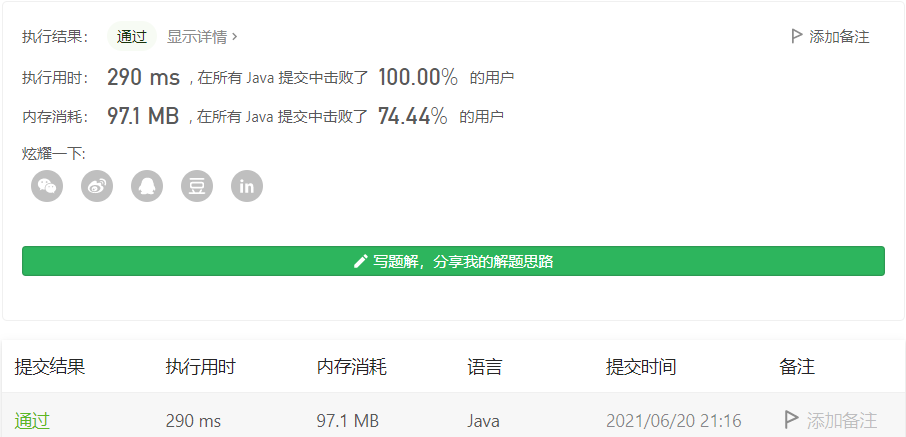 执行结果： 通过 显示详情 > 添加备注
执行用时： 290 ms ，在所有 Java 提交中击败了 100.00% 的用户
内存消耗： 97.1 MB ，在所有 Java 提交中击败了 74.44% 的用户
炫耀一下:
豆 in
写题解，分享我的解题思路
提交结果 执行用时 内存消耗 语言 提交时间 备注
通过 290 ms 97.1 MB Java 2021/06/20 21:16 添加备注